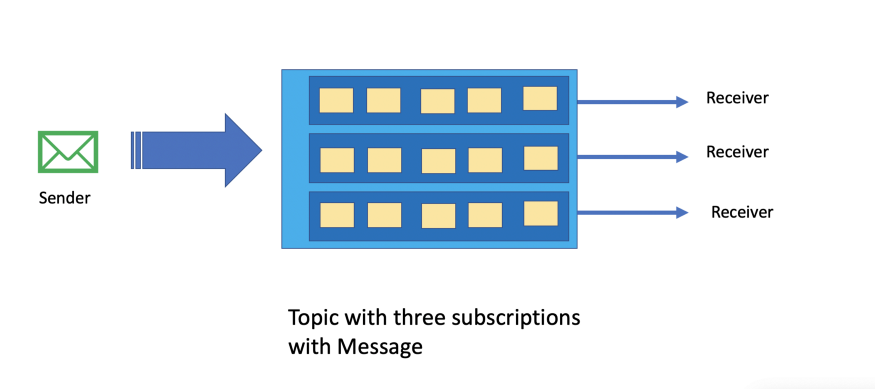 Receiver
Receiver
Sender
Receiver
Topic with three subscriptions
with Message